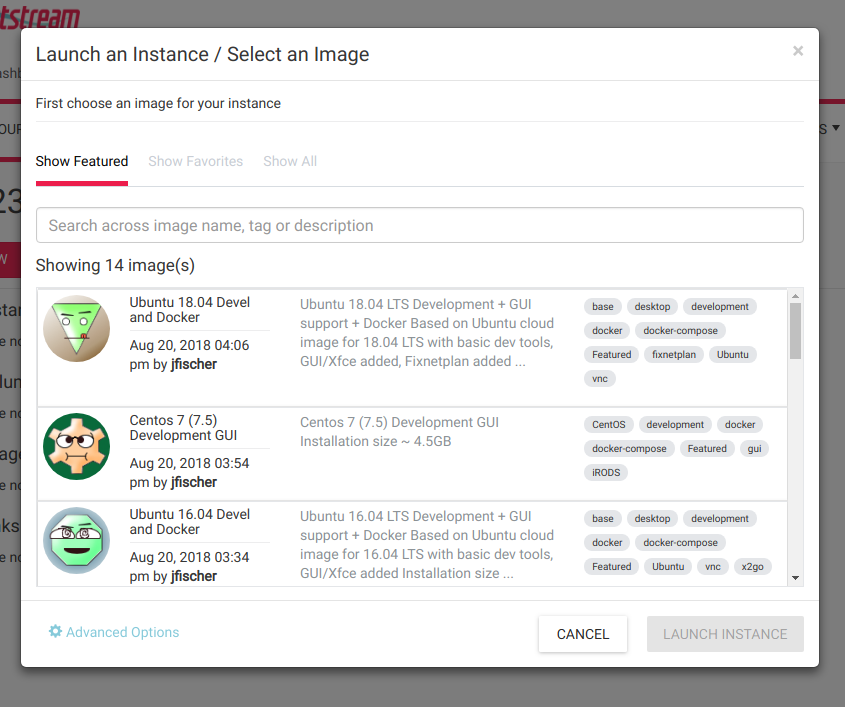 tstream
Launch an Instance / Select an Image
×
First choose an image for your instance
Show Featured Show Favorites Show All
Search across image name, tag or description
Showing 14 image(s)
Ubuntu 18.04 Devel
and Docker
Aug 20, 2018 04:06
pm by jfischer
Ubuntu 18.04 LTS Development + GUI
support + Docker Based on Ubuntu cloud
image for 18.04 LTS with basic dev tools,
GUI/Xfce added, Fixnetplan added ...
base desktop development
docker docker-compose
Featured fixnetplan Ubuntu
vnc
Centos 7 (7.5)
Development GUI
Aug 20, 2018 03:54
pm by jfischer
Centos 7 (7.5) Development GUI
Installation size ~ 4.5GB
CentOS development docker
docker-compose Featured gui
iRODS
Ubuntu 16.04 Devel
and Docker
Aug 20, 2018 03:34
pm by jfischer
Ubuntu 16.04 LTS Development + GUI
support + Docker Based on Ubuntu cloud
image for 16.04 LTS with basic dev tools,
GUI/Xfce added Installation size ...
base desktop development
docker docker-compose
Featured Ubuntu vnc x2go
Advanced Options
CANCEL
LAUNCH INSTANCE